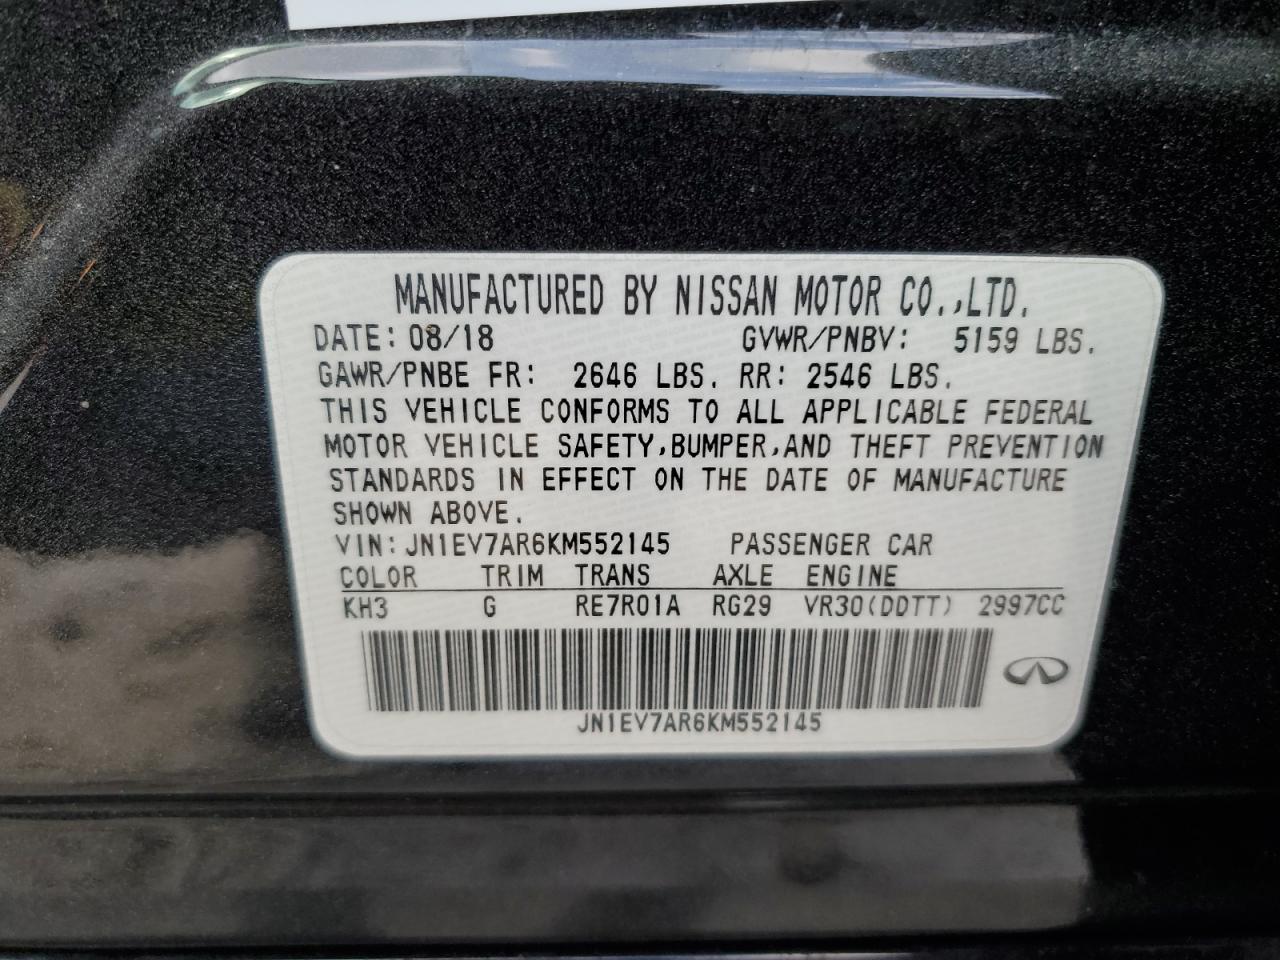 MANUFACTURED BY NISSAN MOTOR CO.,LTD.
DATE: 08/18 GVWR/PNBV: 5159 LBS.
GAWR/PNBE FR: 2646 LBS. RR: 2546 LBS.
THIS VEHICLE CONFORMS TO ALL APPLICABLE FEDERAL
MOTOR VEHICLE SAFETY,BUMPER,AND THEFT PREVENTION
STANDARDS IN EFFECT ON THE DATE OF MANUFACTURE
SHOWN ABOVE.
VIN: JN1EV7AR6KM552145 PASSENGER CAR
COLOR TRIM TRANS AXLE ENGINE
KH3 G RE7R01A RG29 VR30(DDTT) 2997CC
JN1EV7AR6KM552145